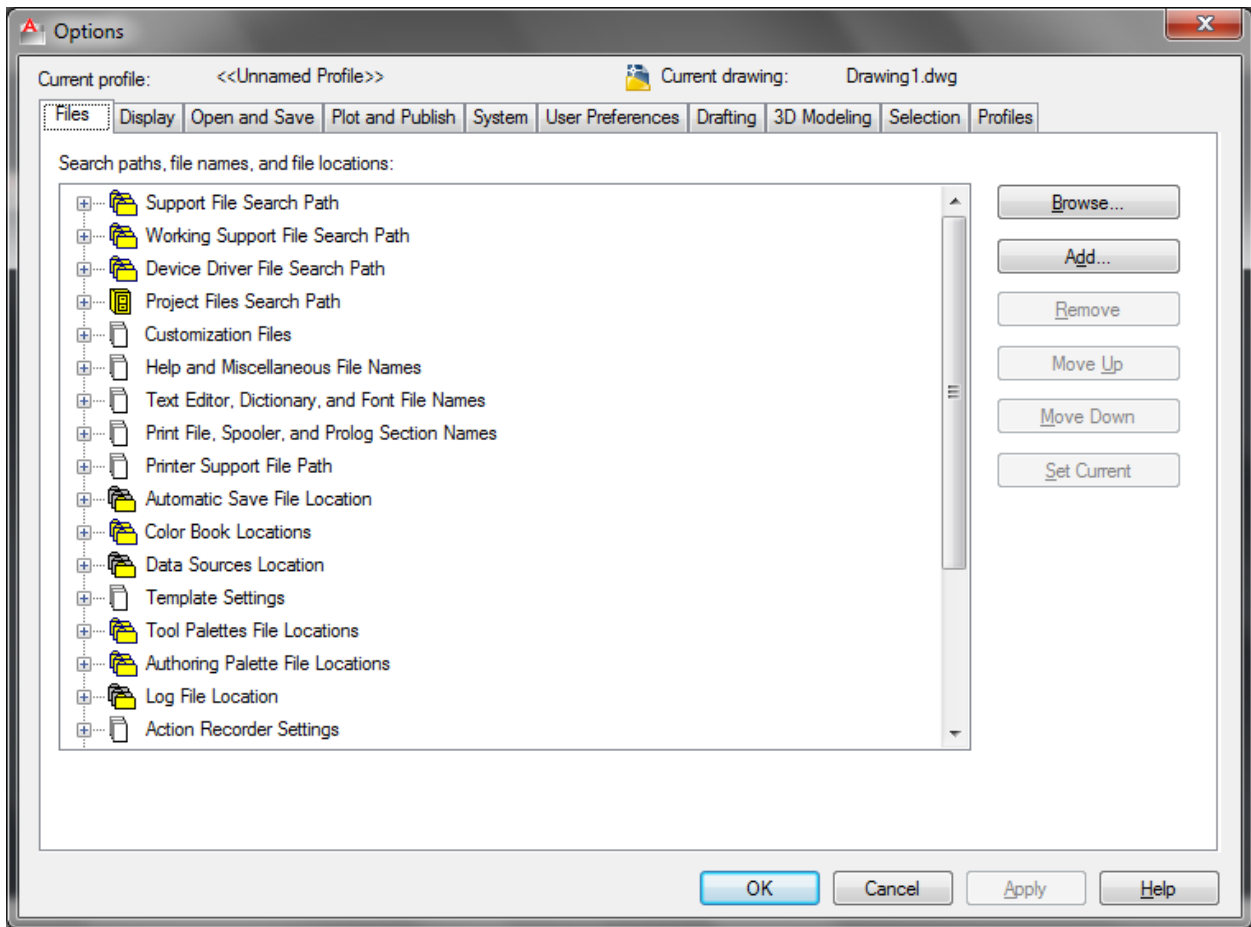 Options
Current profile: <<Unnamed Profile>> Current drawing: Drawing1.dwg
Files Display Open and Save Plot and Publish System User Preferences Drafting 3D Modeling Selection Profiles
Search paths, file names, and file locations:
Support File Search Path
Working Support File Search Path
Device Driver File Search Path
Project Files Search Path
Customization Files
Help and Miscellaneous File Names
Text Editor, Dictionary, and Font File Names
Print File, Spooler, and Prolog Section Names
Printer Support File Path
Automatic Save File Location
Color Book Locations
Data Sources Location
Template Settings
Tool Palettes File Locations
Authoring Palette File Locations
Log File Location
Action Recorder Settings
Browse...
Add...
Remove
Move Up
Move Down
Set Current
OK Cancel Apply Help